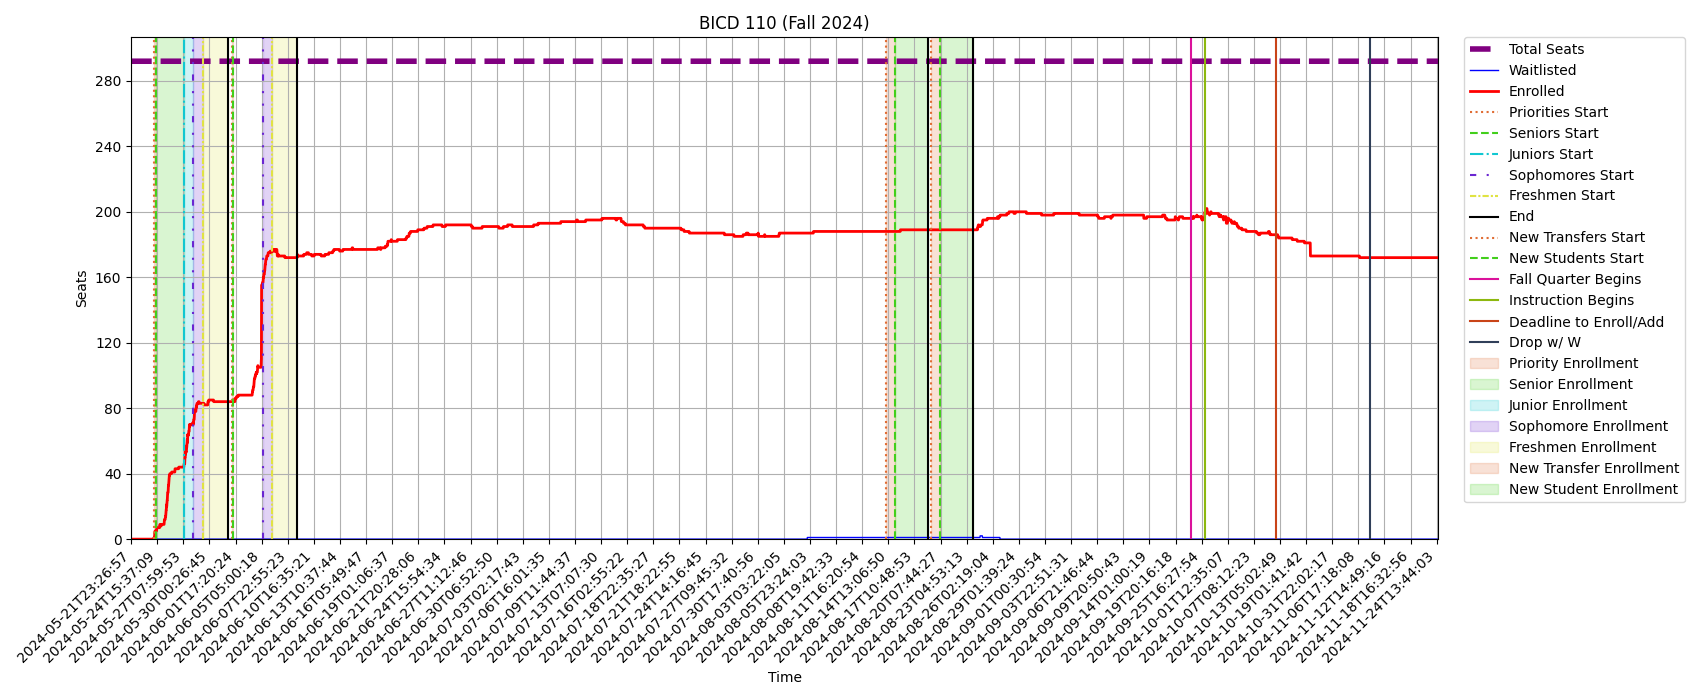 BICD 110 (Fall 2024)
Seats
280
240
200
160
120
80
40
0
2024-05-21T23:26:57
2024-05-24T15:37:09
2024-05-27T07:59:53
2024-05-30T00:26:45
2024-06-01T17:20:24
2024-06-05T05:00:18
2024-06-07T22:55:23
2024-06-10T16:35:21
2024-06-13T10:37:44
2024-06-16T05:49:47
2024-06-19T01:06:37
2024-06-21T20:28:06
2024-06-24T15:54:34
2024-06-27T11:12:46
2024-06-30T06:52:50
2024-07-03T02:17:43
2024-07-06T16:01:35
2024-07-09T11:44:37
2024-07-13T07:07:30
2024-07-16T02:55:22
2024-07-18T22:35:27
2024-07-21T18:22:55
2024-07-24T14:16:45
2024-07-27T09:45:32
2024-07-30T17:40:56
2024-08-03T03:22:05
2024-08-05T23:24:03
2024-08-08T19:42:33
2024-08-11T16:20:54
2024-08-14T13:06:50
2024-08-17T10:48:53
2024-08-20T07:44:27
2024-08-23T04:53:13
2024-08-26T02:19:04
2024-08-29T01:39:24
2024-09-01T00:30:54
2024-09-03T22:51:31
2024-09-06T21:46:44
2024-09-09T20:50:43
2024-09-14T01:00:19
2024-09-19T20:16:18
2024-09-25T16:27:54
2024-10-01T12:35:07
2024-10-07T08:12:23
2024-10-13T05:02:49
2024-10-19T01:41:42
2024-10-31T22:02:17
2024-11-06T17:18:08
2024-11-12T14:49:16
2024-11-18T16:32:56
2024-11-24T13:44:03
Time
Total Seats
Waitlisted
Enrolled
Priorities Start
Seniors Start
Juniors Start
Sophomores Start
Freshmen Start
End
New Transfers Start
New Students Start
Fall Quarter Begins
Instruction Begins
Deadline to Enroll/Add
Drop w/ W
Priority Enrollment
Senior Enrollment
Junior Enrollment
Sophomore Enrollment
Freshmen Enrollment
New Transfer Enrollment
New Student Enrollment